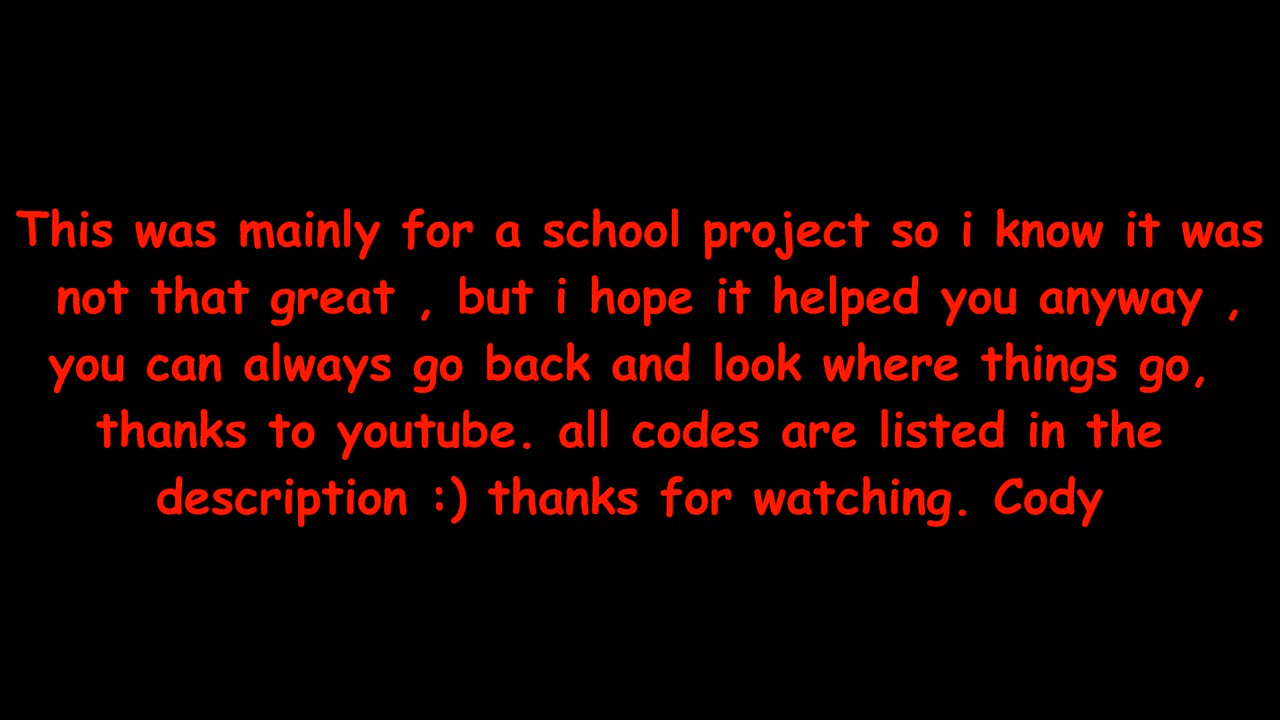 This was mainly for a school project so i know it was
not that great , but i hope it helped you anyway ,
you can always go back and look where things go,
thanks to youtube. all codes are listed in the
description :) thanks for watching. Cody